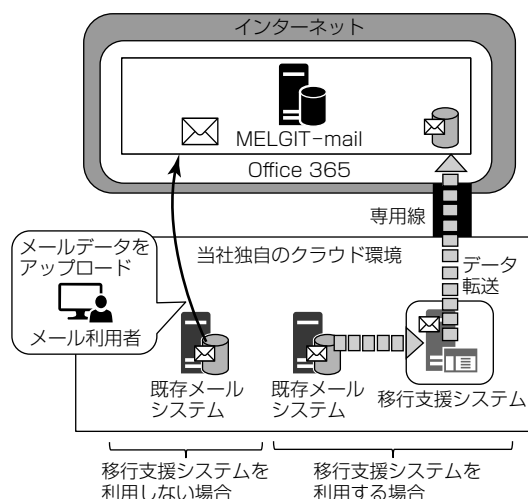 インターネット
MELGIT-mail
Office 365
専用線
メールデータを
アップロード
メール利用者
当社独自のクラウド環境
データ
転送
既存メール
システム
既存メール
システム
移行支援システム
移行支援システムを
利用しない場合
移行支援システムを
利用する場合